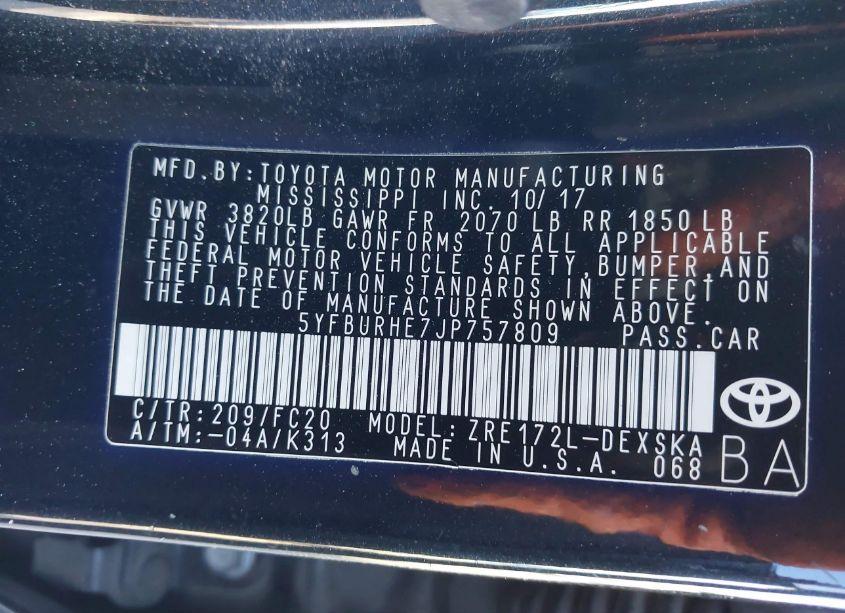 MFD.BY:TOYOTA MOTOR MANUFACTURING
MISSISSIPPI INC. 10/17
GVWR 3820LB GAWR FR 2070 LB RR 1850 LB
THIS VEHICLE CONFORMS TO ALL APPLICABLE
FEDERAL MOTOR VEHICLE SAFETY,BUMPER AND
THEFT PREVENTION STANDARDS IN EFFECT ON
THE DATE OF MANUFACTURE SHOWN ABOVE.
5YFBURHE7JP757809 PASS.CAR
C/TR:209/FC20 MODEL:ZRE172L-DEXSKA
A/TM:-04A/K313 MADE IN U.S.A. 068
BA